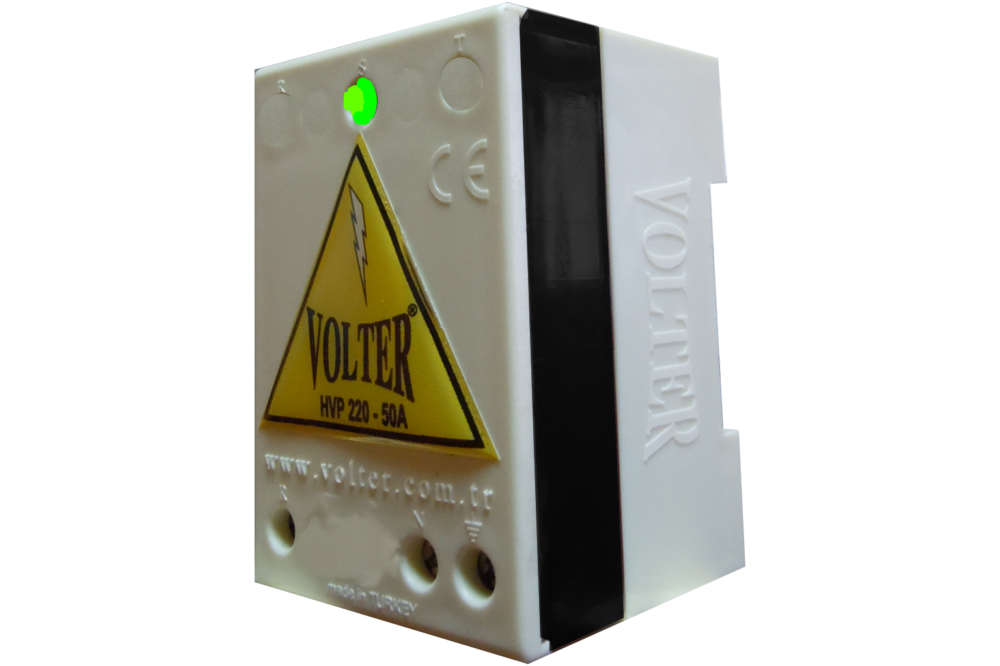 R S T
CE
VOLTER®
HVP 220 - 50A
www.volter.com.tr
R N
made in TURKEY
VOLTER